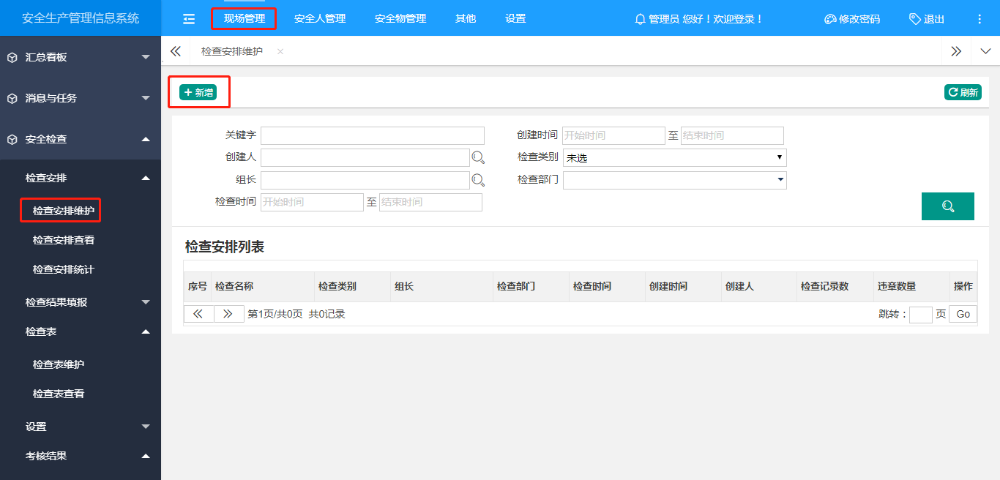 安全生产管理信息系统
现场管理 安全人管理 安全物管理 其他 设置 管理员 您好！欢迎登录！ 修改密码 退出
汇总看板
消息与任务
安全检查
检查安排
检查安排维护
检查安排查看
检查安排统计
检查结果填报
检查表
检查表维护
检查表查看
设置
考核结果
检查安排维护
新增 刷新
关键字 创建时间 开始时间 至 结束时间
创建人 检查类别 未选
组长 检查部门
检查时间 开始时间 至 结束时间
检查安排列表
序号 检查名称 检查类别 组长 检查部门 检查时间 创建时间 创建人 检查记录数 违章数量 操作
第1页/共0页 共0记录 跳转： 页 Go